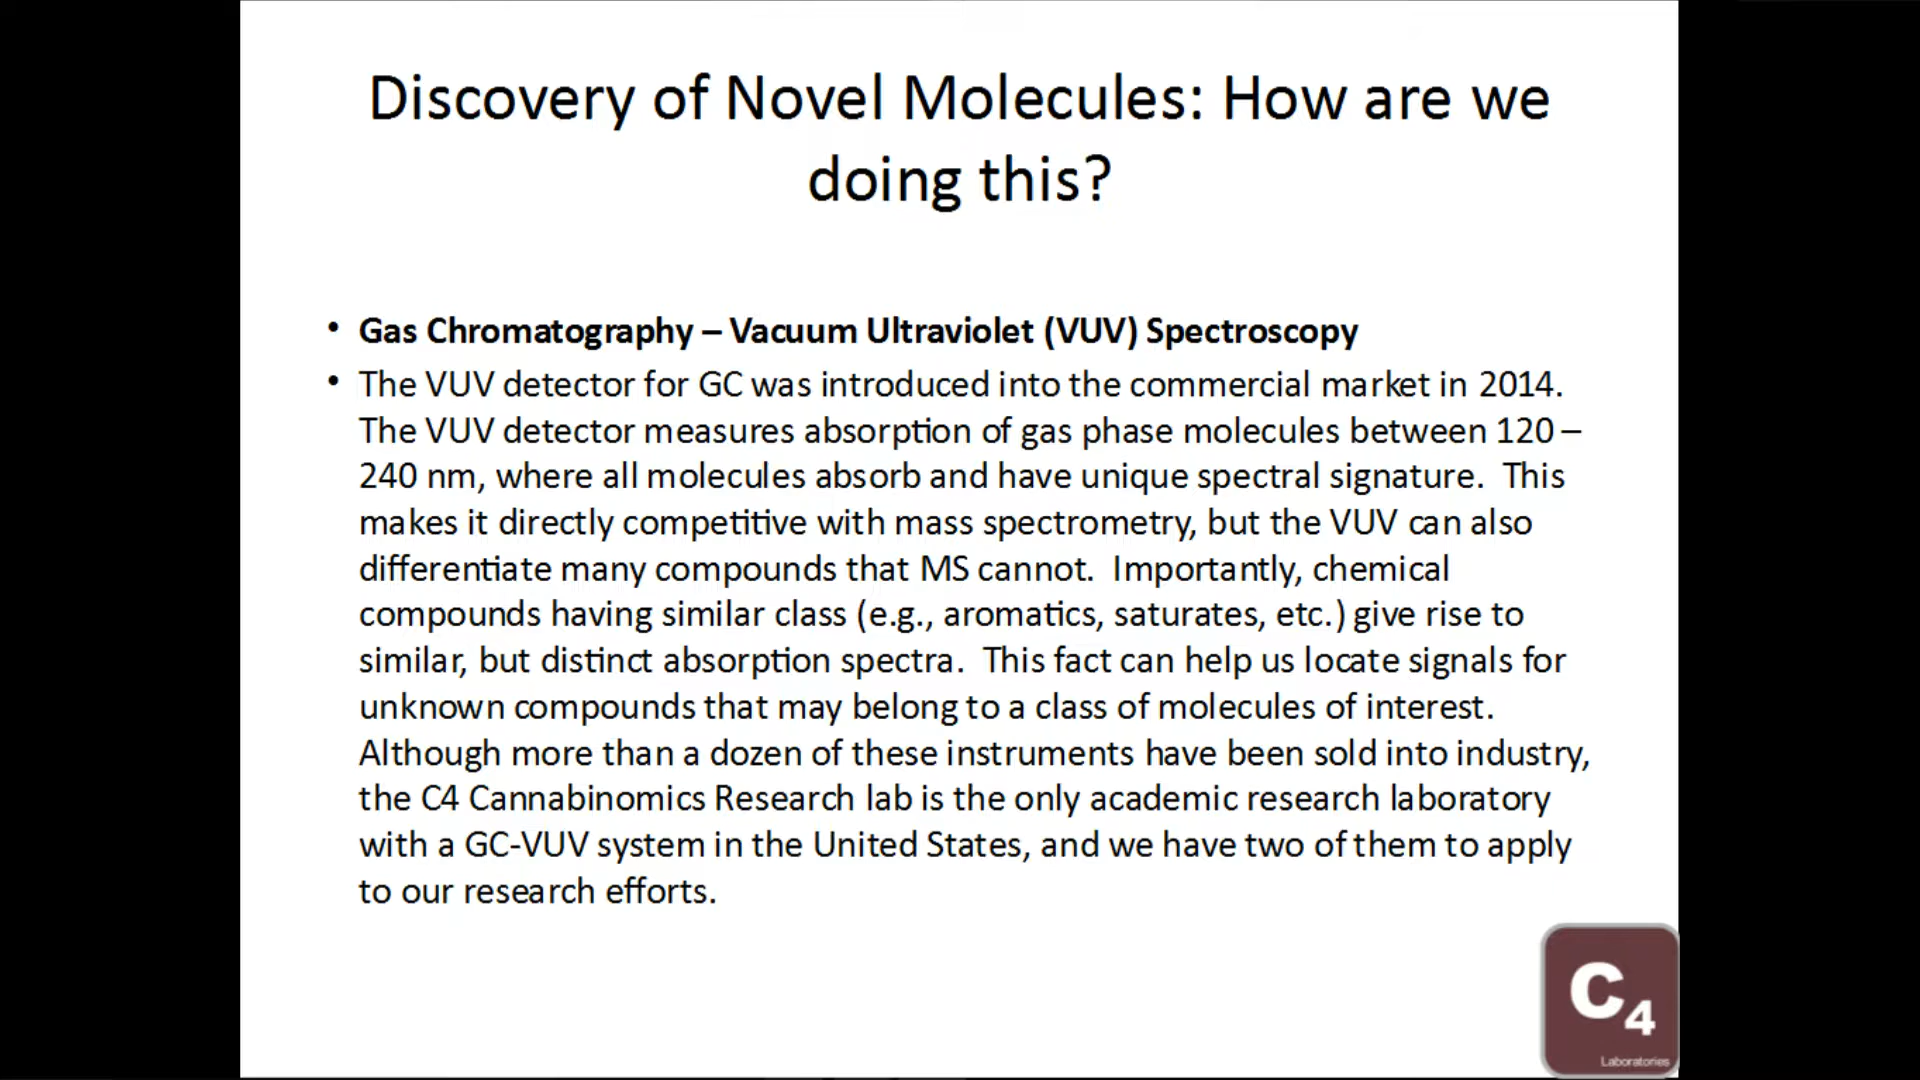 Discovery of Novel Molecules: How are we
doing this?
• Gas Chromatography – Vacuum Ultraviolet (VUV) Spectroscopy
• The VUV detector for GC was introduced into the commercial market in 2014.
The VUV detector measures absorption of gas phase molecules between 120 –
240 nm, where all molecules absorb and have unique spectral signature.  This
makes it directly competitive with mass spectrometry, but the VUV can also
differentiate many compounds that MS cannot.  Importantly, chemical
compounds having similar class (e.g., aromatics, saturates, etc.) give rise to
similar, but distinct absorption spectra.  This fact can help us locate signals for
unknown compounds that may belong to a class of molecules of interest.
Although more than a dozen of these instruments have been sold into industry,
the C4 Cannabinomics Research lab is the only academic research laboratory
with a GC-VUV system in the United States, and we have two of them to apply
to our research efforts.
C4
Laboratories